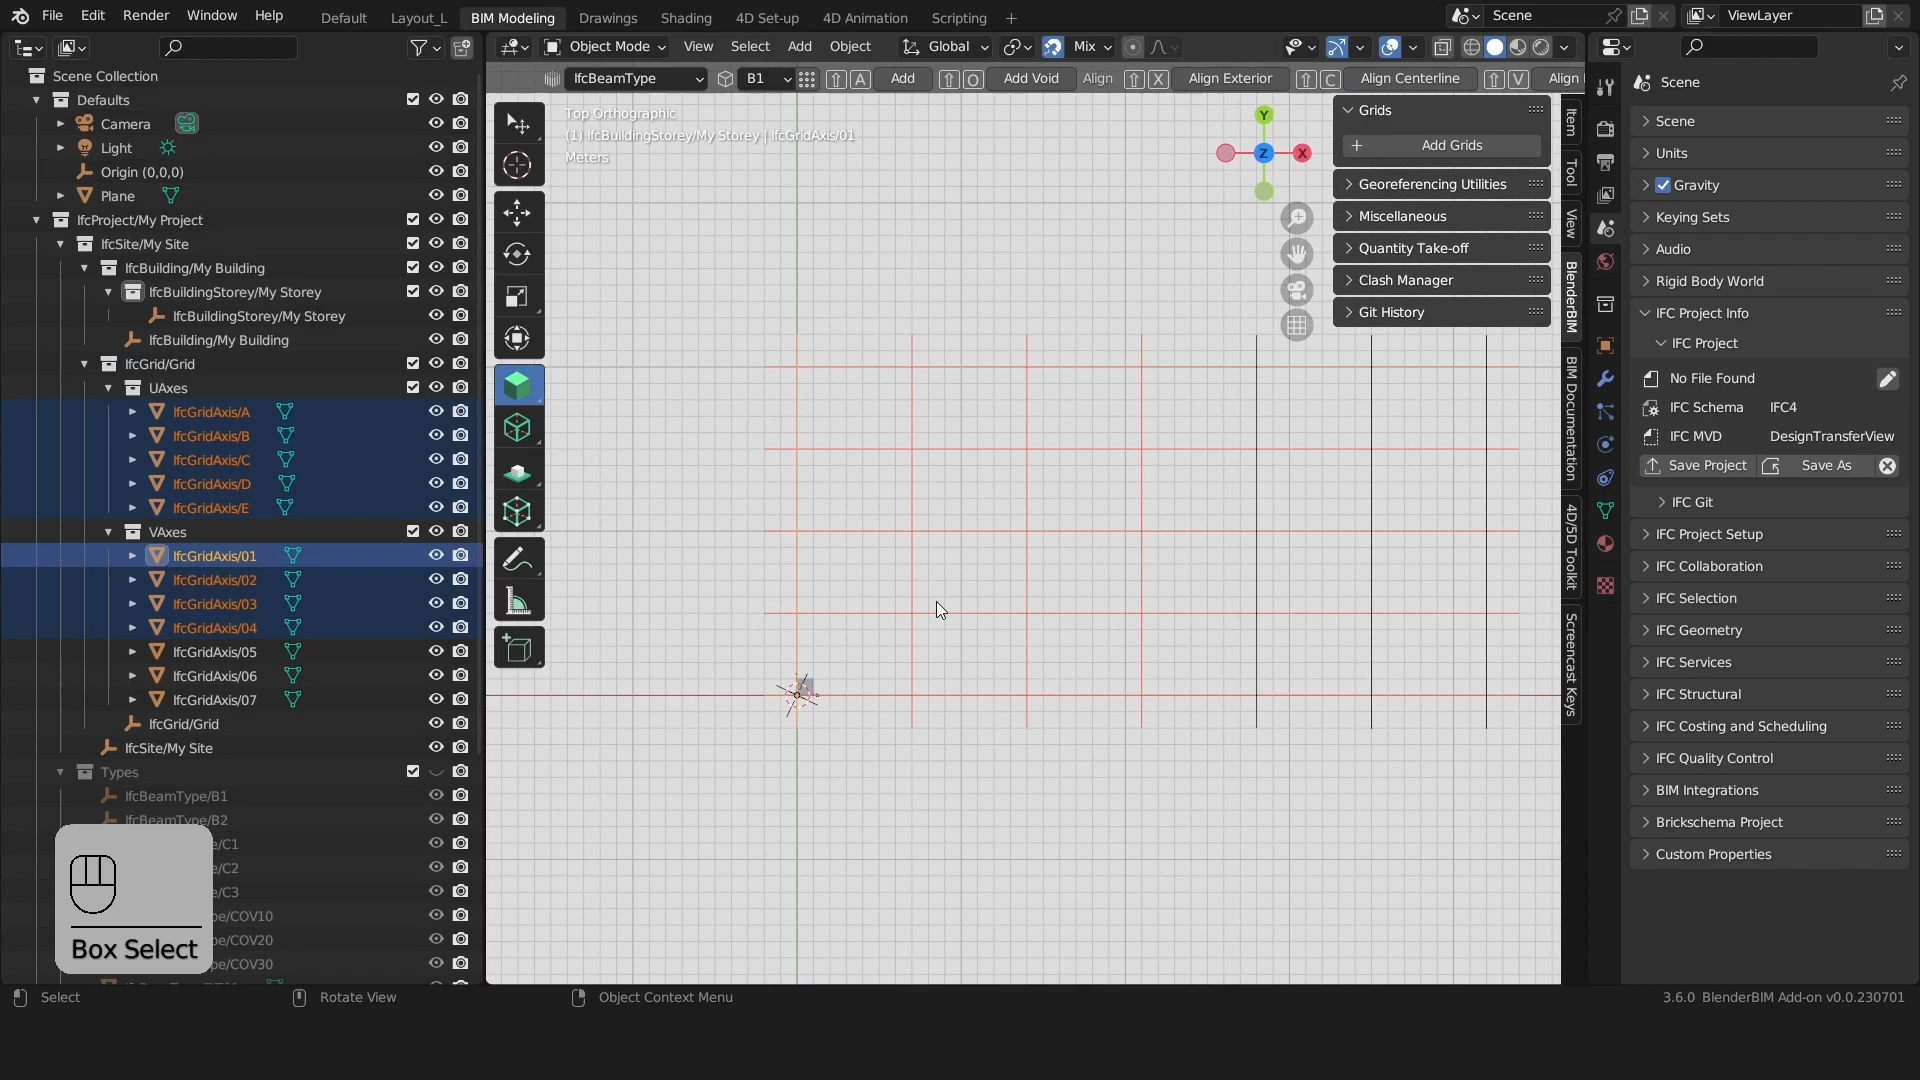 File Edit Render Window Help
Default Layout_L BIM Modeling Drawings Shading 4D Set-up 4D Animation Scripting
Scene
ViewLayer
Object Mode View Select Add Object Global Mix
IfcBeamType B1 A Add O Add Void Align X Align Exterior C Align Centerline V Align
Scene Collection
Defaults
Camera
Light
Origin (0,0,0)
Plane
IfcProject/My Project
IfcSite/My Site
IfcBuilding/My Building
IfcBuildingStorey/My Storey
IfcBuildingStorey/My Storey
IfcBuilding/My Building
IfcGrid/Grid
UAxes
IfcGridAxis/A
IfcGridAxis/B
IfcGridAxis/C
IfcGridAxis/D
IfcGridAxis/E
VAxes
IfcGridAxis/01
IfcGridAxis/02
IfcGridAxis/03
IfcGridAxis/04
IfcGridAxis/05
IfcGridAxis/06
IfcGridAxis/07
IfcGrid/Grid
IfcSite/My Site
Types
IfcBeamType/B1
IfcBeamType/B2
e/C1
e/C2
e/C3
pe/COV10
pe/COV20
pe/COV30
Box Select
Top Orthographic
(1) IfcBuildingStorey/My Storey | IfcGridAxis/01
Meters
Y
Z
X
Grids
Add Grids
Georeferencing Utilities
Miscellaneous
Quantity Take-off
Clash Manager
Git History
Item
Tool
View
BlenderBIM
BIM Documentation
4D/5D Toolkit
Screencast Keys
Scene
Scene
Units
Gravity
Keying Sets
Audio
Rigid Body World
IFC Project Info
IFC Project
No File Found
IFC Schema IFC4
IFC MVD DesignTransferView
Save Project Save As
IFC Git
IFC Project Setup
IFC Collaboration
IFC Selection
IFC Geometry
IFC Services
IFC Structural
IFC Costing and Scheduling
IFC Quality Control
BIM Integrations
Brickschema Project
Custom Properties
Select Rotate View Object Context Menu
3.6.0 BlenderBIM Add-on v0.0.230701